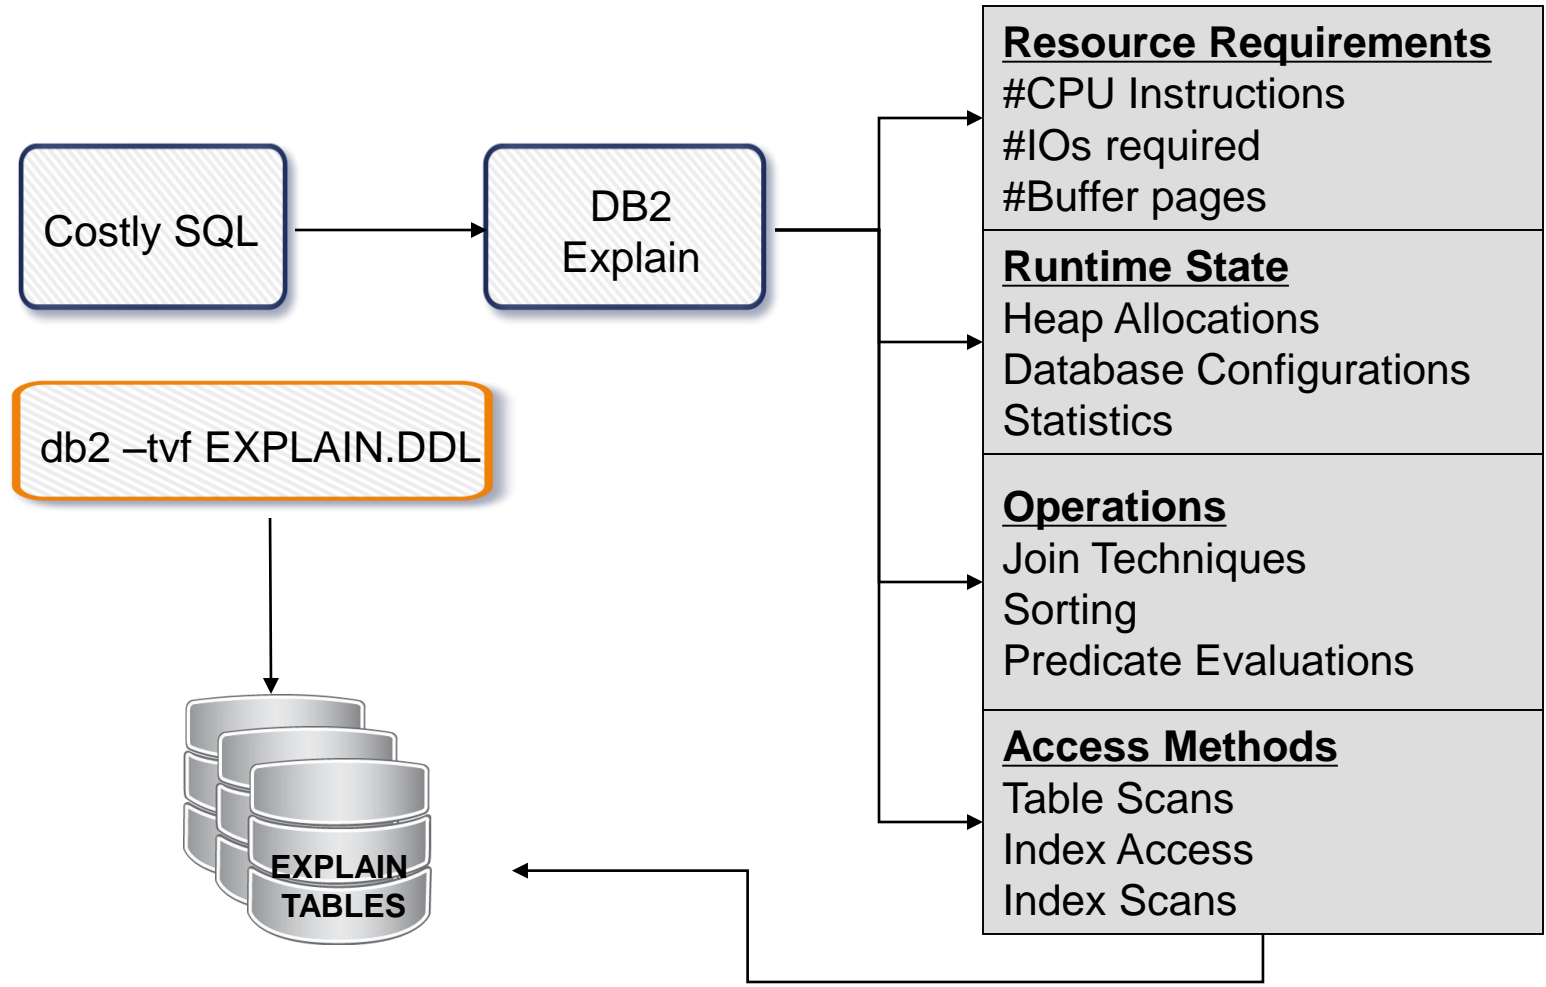 Costly SQL
DB2
Explain
db2 –tvf EXPLAIN.DDL
EXPLAIN
TABLES
Resource Requirements
#CPU Instructions
#IOs required
#Buffer pages
Runtime State
Heap Allocations
Database Configurations
Statistics
Operations
Join Techniques
Sorting
Predicate Evaluations
Access Methods
Table Scans
Index Access
Index Scans